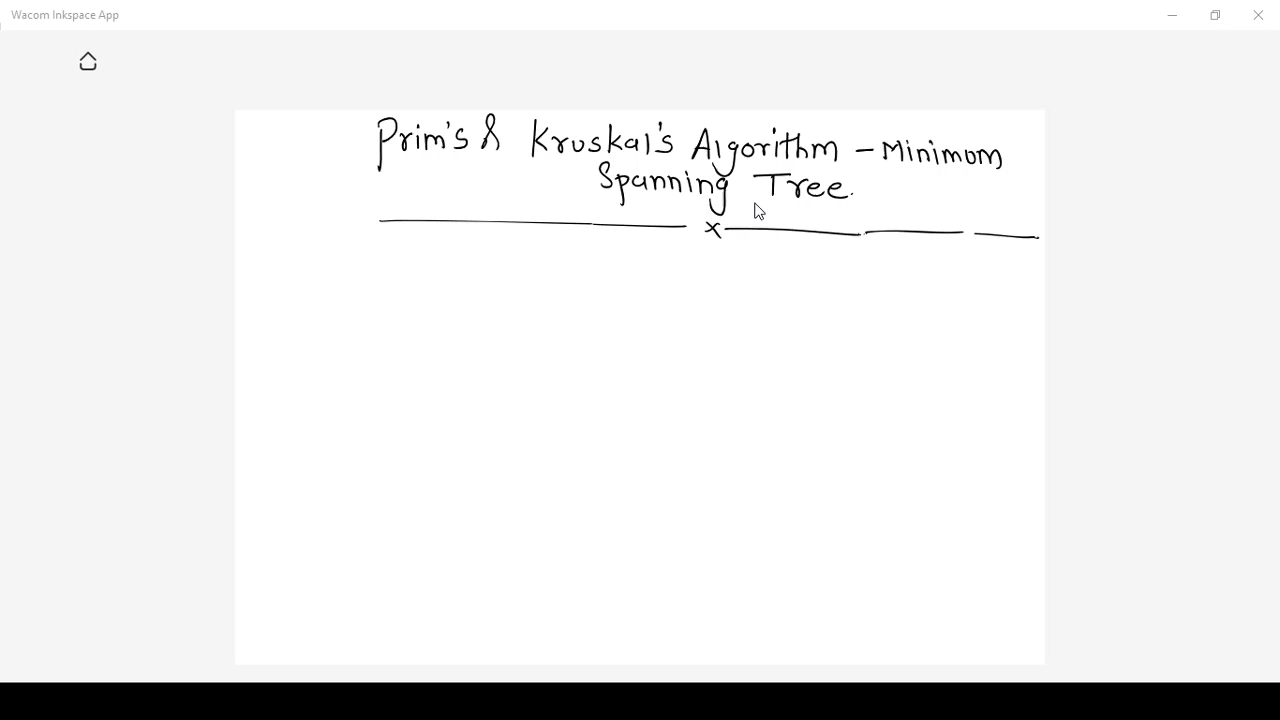 Wacom Inkspace App
Prim's & Kruskal's Algorithm - Minimum
Spanning Tree.
x